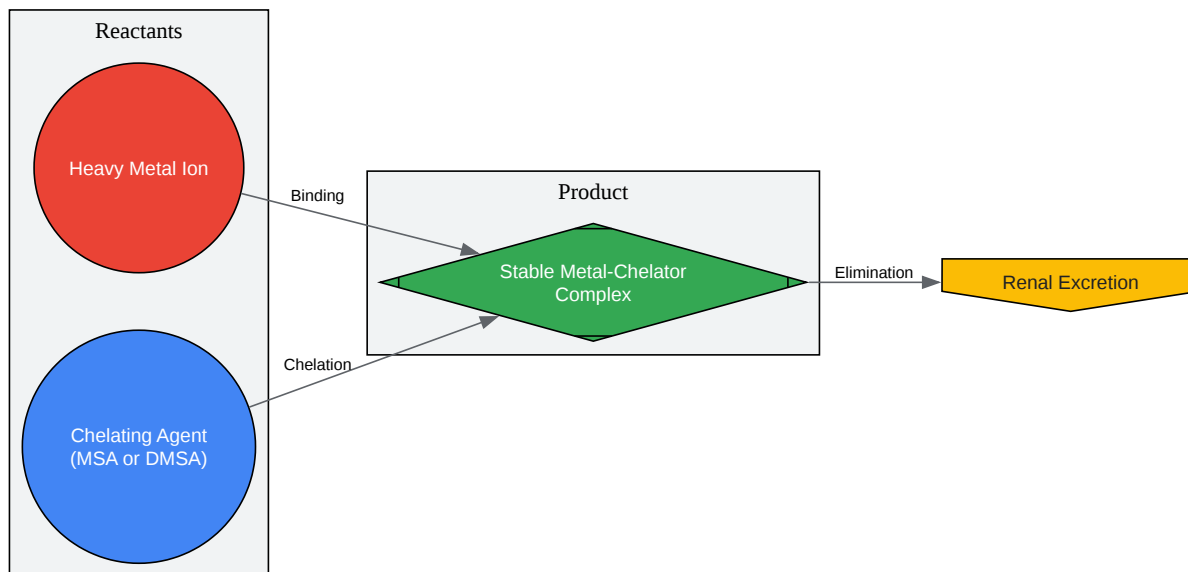 Reactants
Heavy Metal Ion
Binding
Product
Stable Metal-Chelator
Complex
Elimination
Renal Excretion
Chelation
Chelating Agent
(MSA or DMSA)